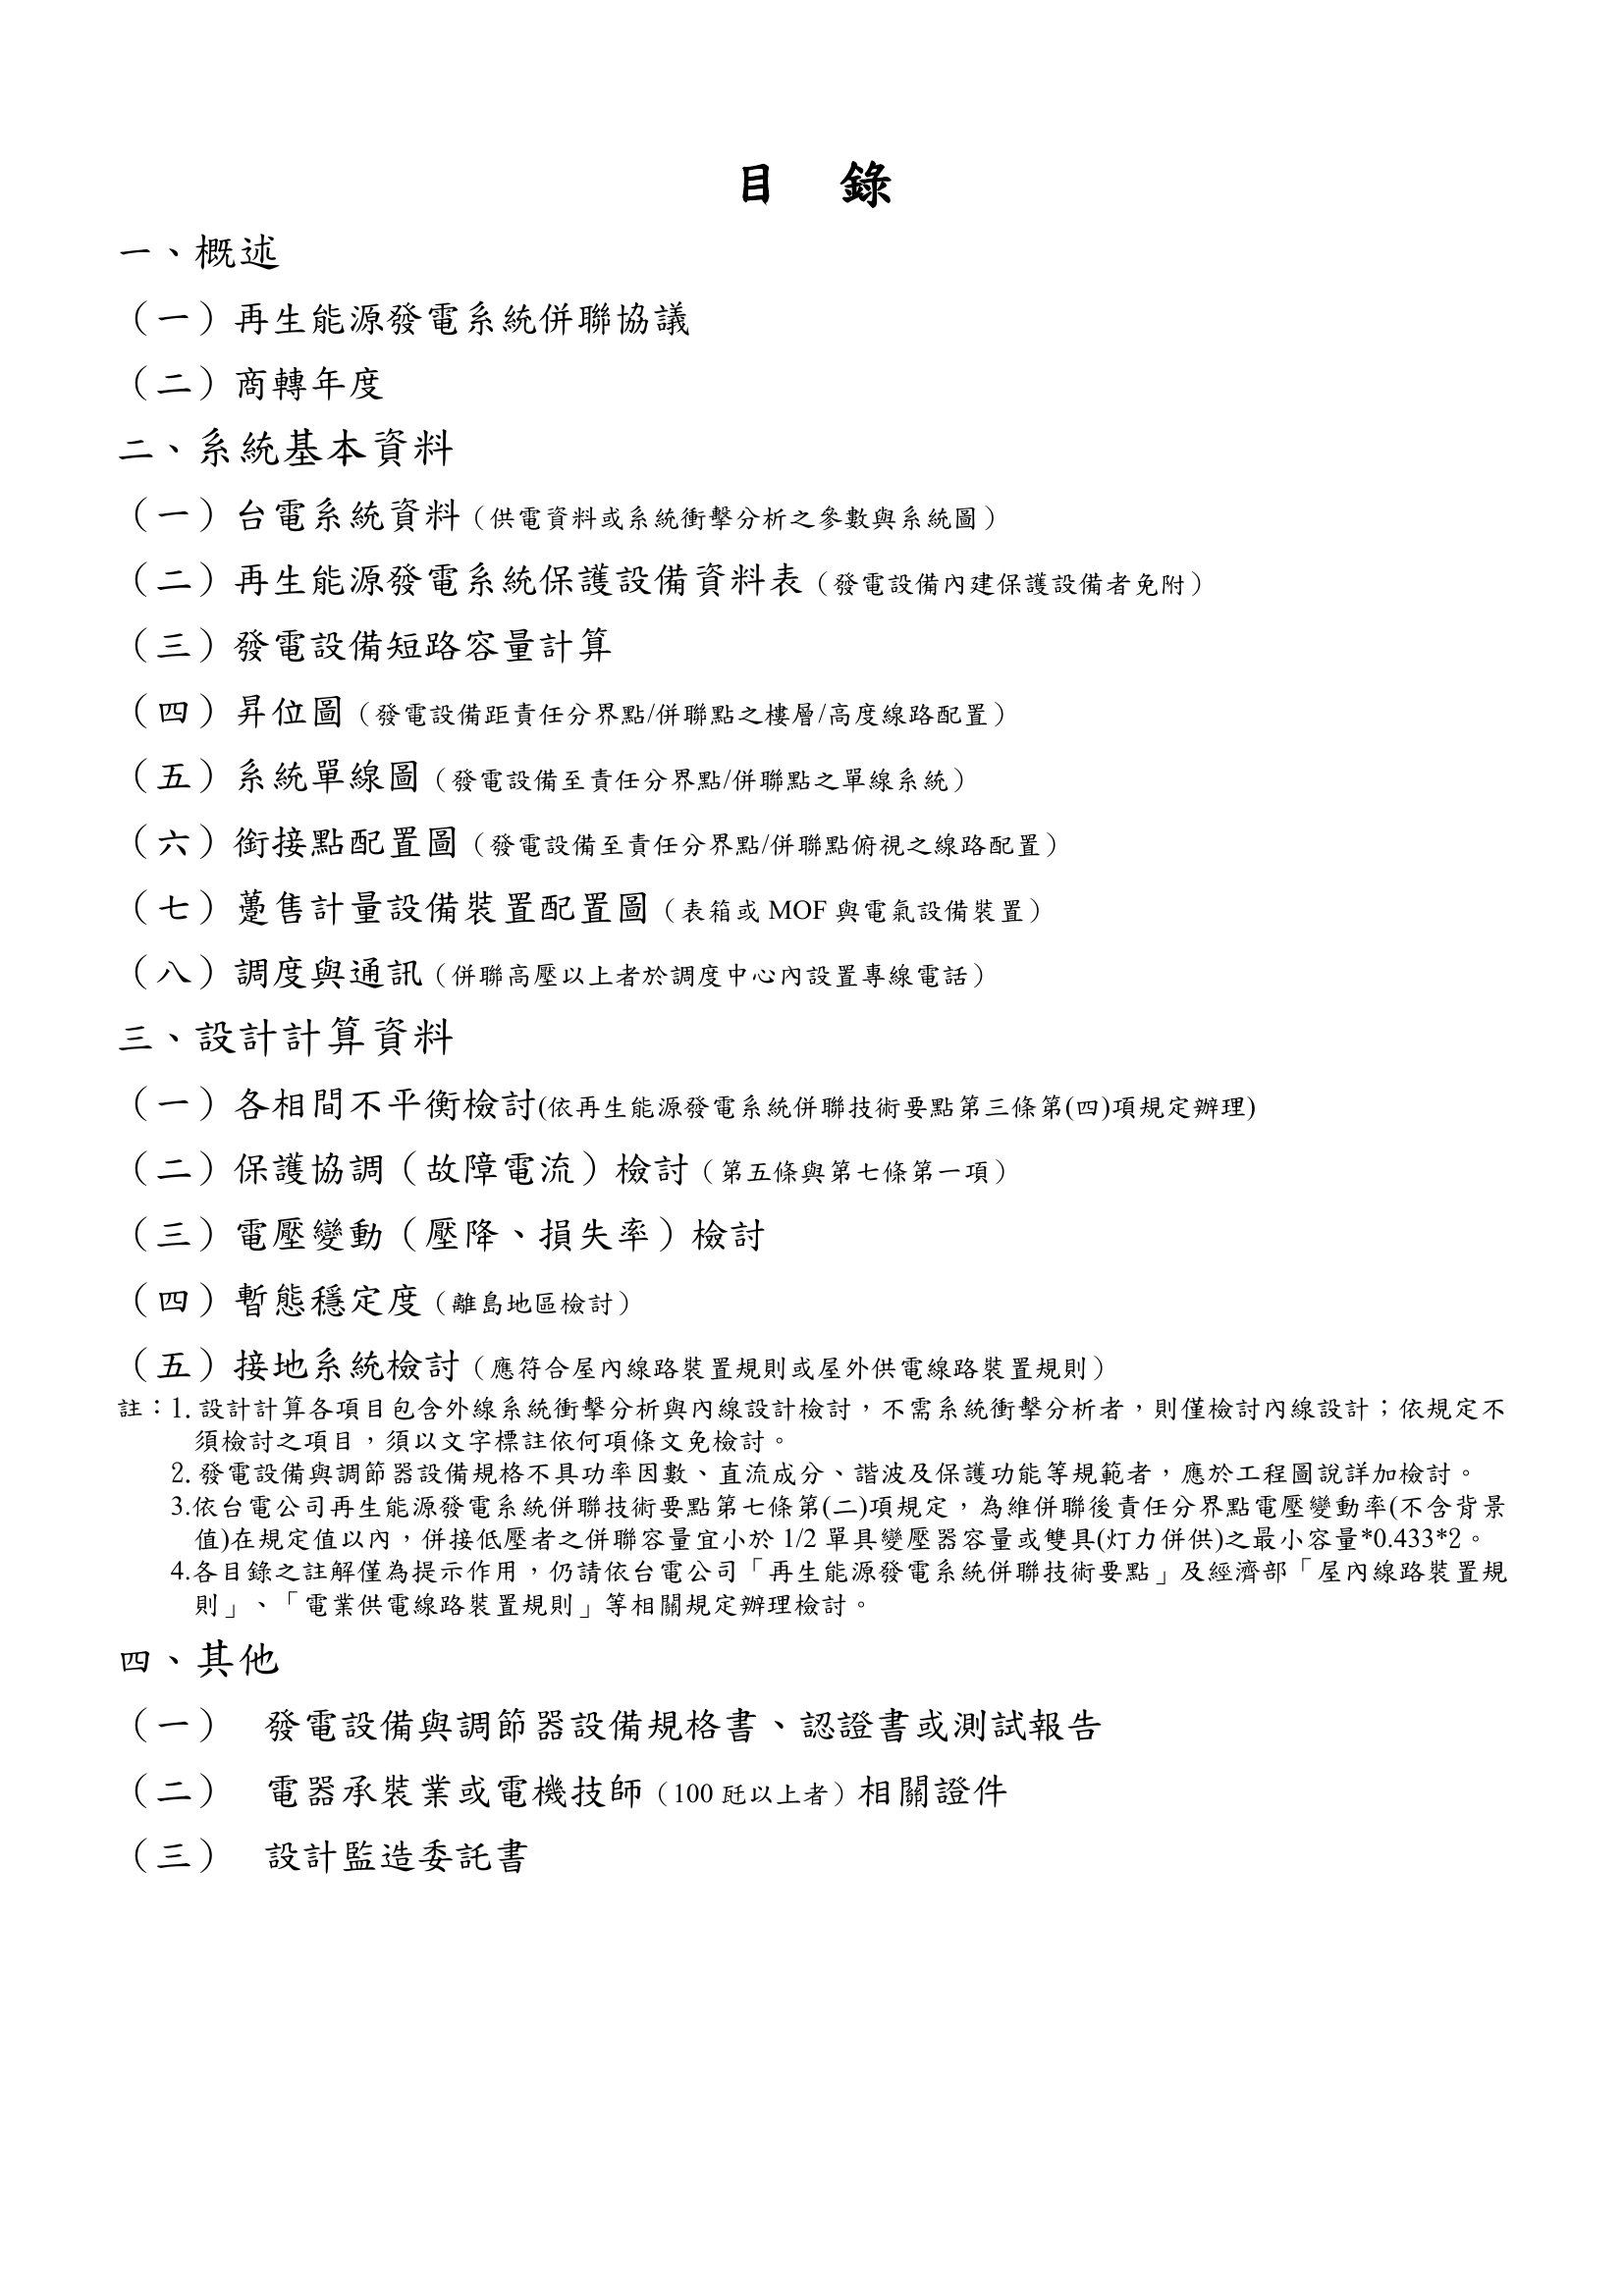 目 錄
一、概述
（一）再生能源發電系統併聯協議
（二）商轉年度
二、系統基本資料
（一）台電系統資料（供電資料或系統衝擊分析之參數與系統圖）
（二）再生能源發電系統保護設備資料表（發電設備內建保護設備者免附）
（三）發電設備短路容量計算
（四）昇位圖（發電設備距責任分界點/併聯點之樓層/高度線路配置）
（五）系統單線圖（發電設備至責任分界點/併聯點之單線系統）
（六）銜接點配置圖（發電設備至責任分界點/併聯點俯視之線路配置）
（七）躉售計量設備裝置配置圖（表箱或 MOF 與電氣設備裝置）
（八）調度與通訊（併聯高壓以上者於調度中心內設置專線電話）
三、設計計算資料
（一）各相間不平衡檢討(依再生能源發電系統併聯技術要點第三條第(四)項規定辦理)
（二）保護協調（故障電流）檢討（第五條與第七條第一項）
（三）電壓變動（壓降、損失率）檢討
（四）暫態穩定度（離島地區檢討）
（五）接地系統檢討（應符合屋內線路裝置規則或屋外供電線路裝置規則）
註：1. 設計計算各項目包含外線系統衝擊分析與內線設計檢討，不需系統衝擊分析者，則僅檢討內線設計；依規定不
須檢討之項目，須以文字標註依何項條文免檢討。
2. 發電設備與調節器設備規格不具功率因數、直流成分、諧波及保護功能等規範者，應於工程圖說詳加檢討。
3.依台電公司再生能源發電系統併聯技術要點第七條第(二)項規定，為維併聯後責任分界點電壓變動率(不含背景
值)在規定值以內，併接低壓者之併聯容量宜小於 1/2 單具變壓器容量或雙具(灯力併供)之最小容量*0.433*2。
4.各目錄之註解僅為提示作用，仍請依台電公司「再生能源發電系統併聯技術要點」及經濟部「屋內線路裝置規
則」、「電業供電線路裝置規則」等相關規定辦理檢討。
四、其他
（一） 發電設備與調節器設備規格書、認證書或測試報告
（二） 電器承裝業或電機技師（100 瓩以上者）相關證件
（三） 設計監造委託書